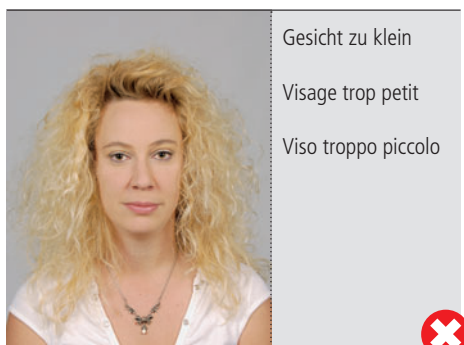 Gesicht zu klein
Visage trop petit
Viso troppo piccolo